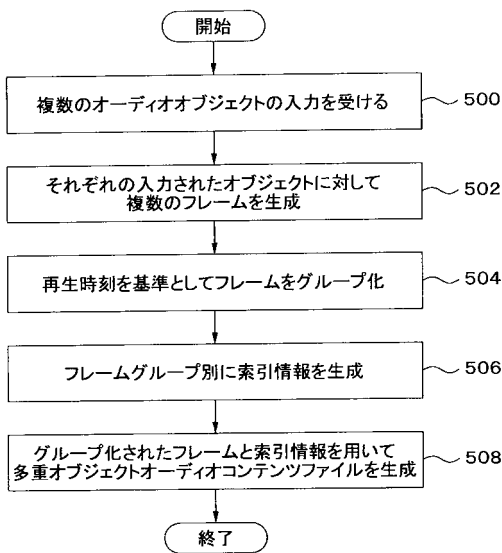 開始
複数のオーディオオブジェクトの入力を受ける
500
それぞれの入力されたオブジェクトに対して
複数のフレームを生成
502
再生時刻を基準としてフレームをグループ化
504
フレームグループ別に索引情報を生成
506
グループ化されたフレームと索引情報を用いて
多重オブジェクトオーディオコンテンツファイルを生成
508
終了